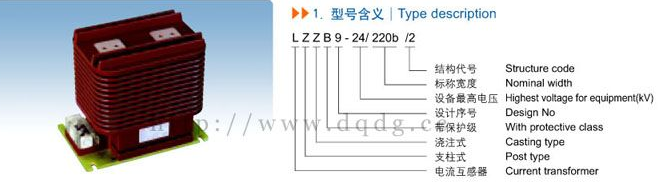 1. 型号含义 | Type description
L Z Z B 9 - 24/ 220b /2
结构代号 Structure code
标称宽度 Nominal width
设备最高电压 Highest voltage for equipment(kV)
设计序号 Design No
带保护级 With protective class
浇注式 Casting type
支柱式 Post type
电流互感器 Current transformer
http://www.dqdg.c